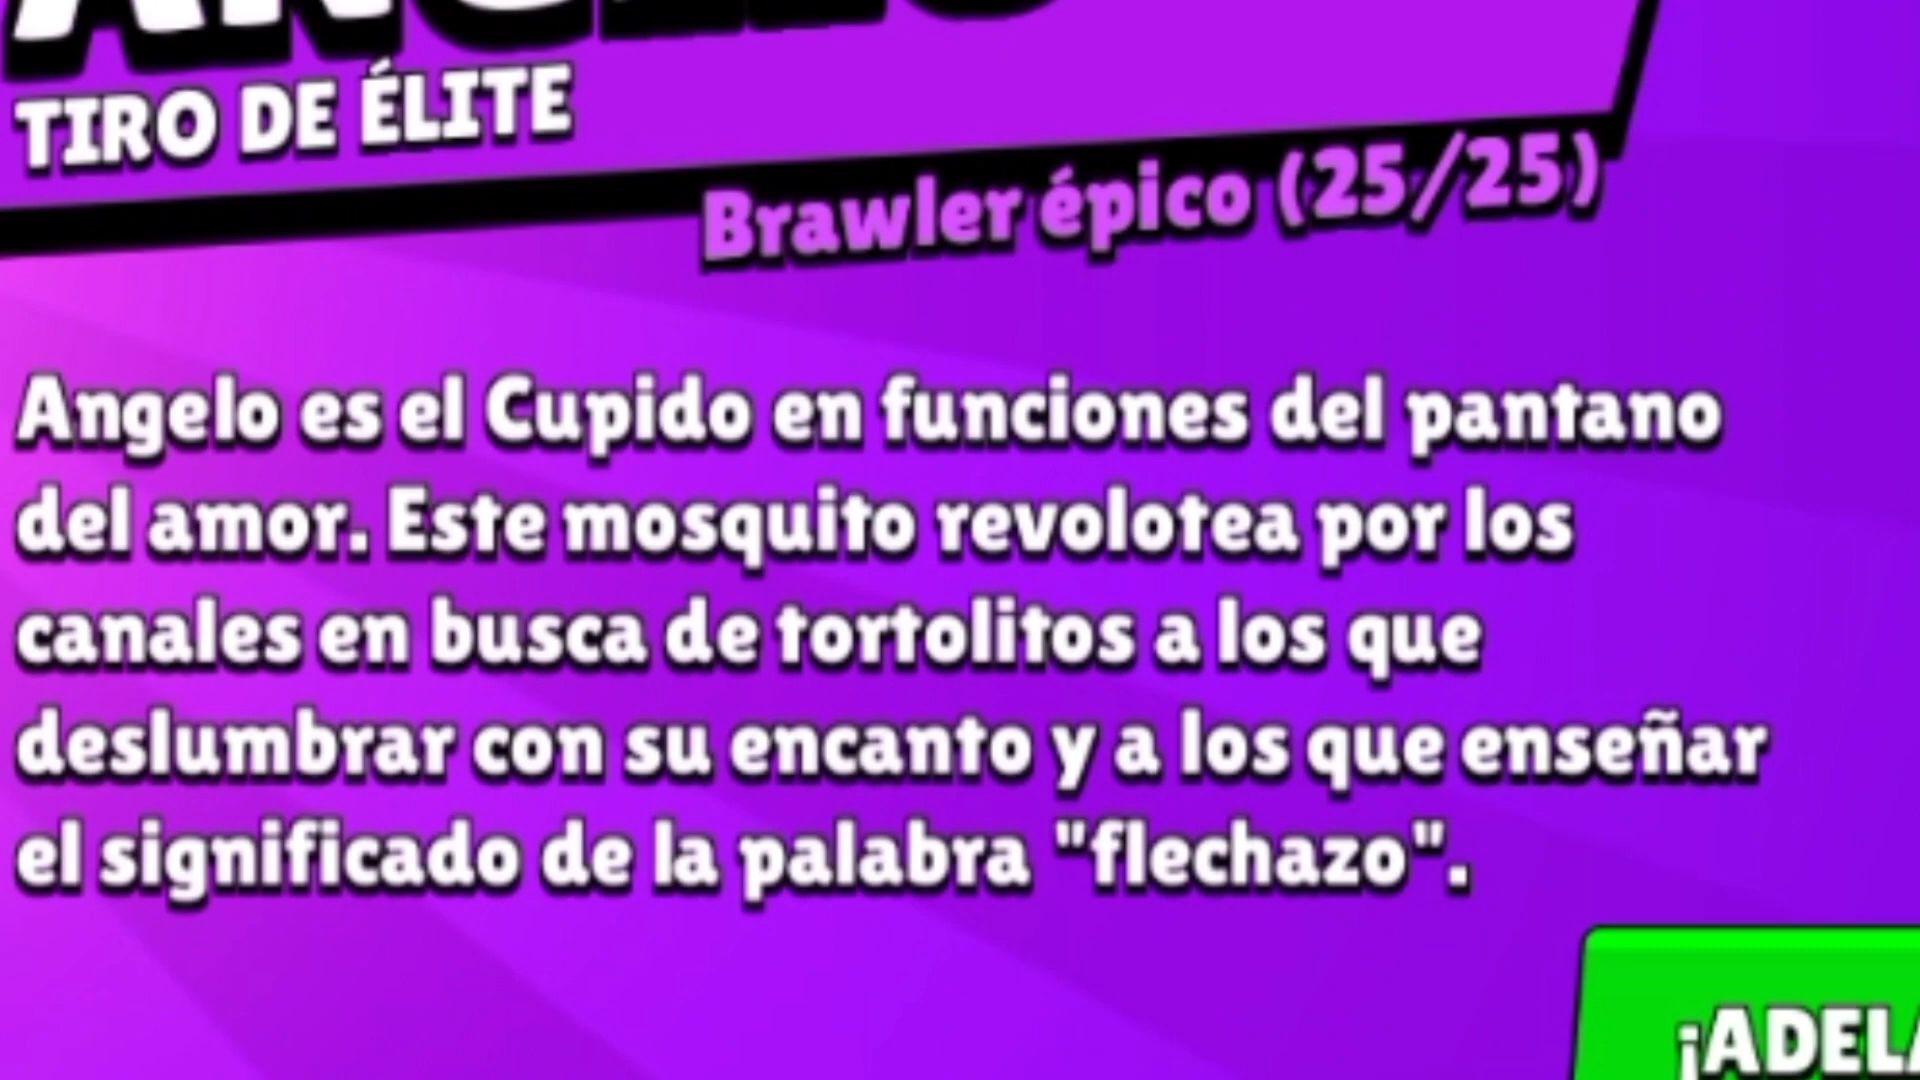 TIRO DE ÉLITE
Brawler épico (25/25)
Angelo es el Cupido en funciones del pantano
del amor. Este mosquito revolotea por los
canales en busca de tortolitos a los que
deslumbrar con su encanto y a los que enseñar
el significado de la palabra "flechazo".